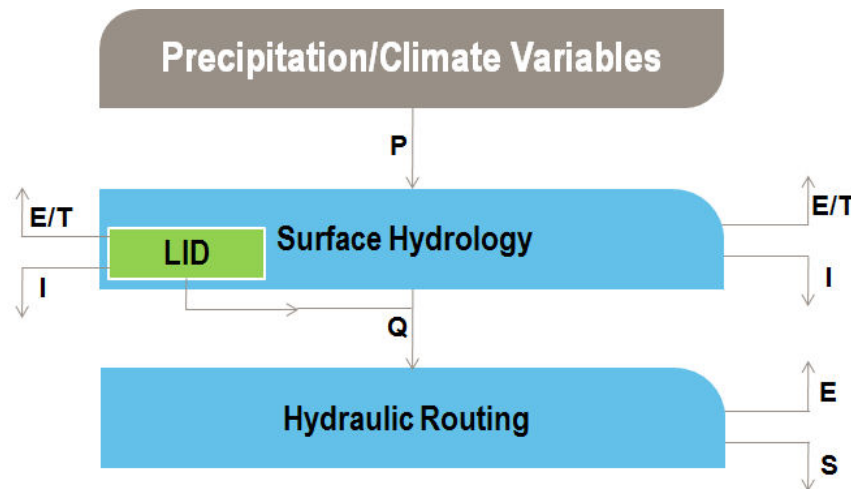 Precipitation/Climate Variables
P
E/T
E/T
LID
Surface Hydrology
I
I
Q
Hydraulic Routing
E
S